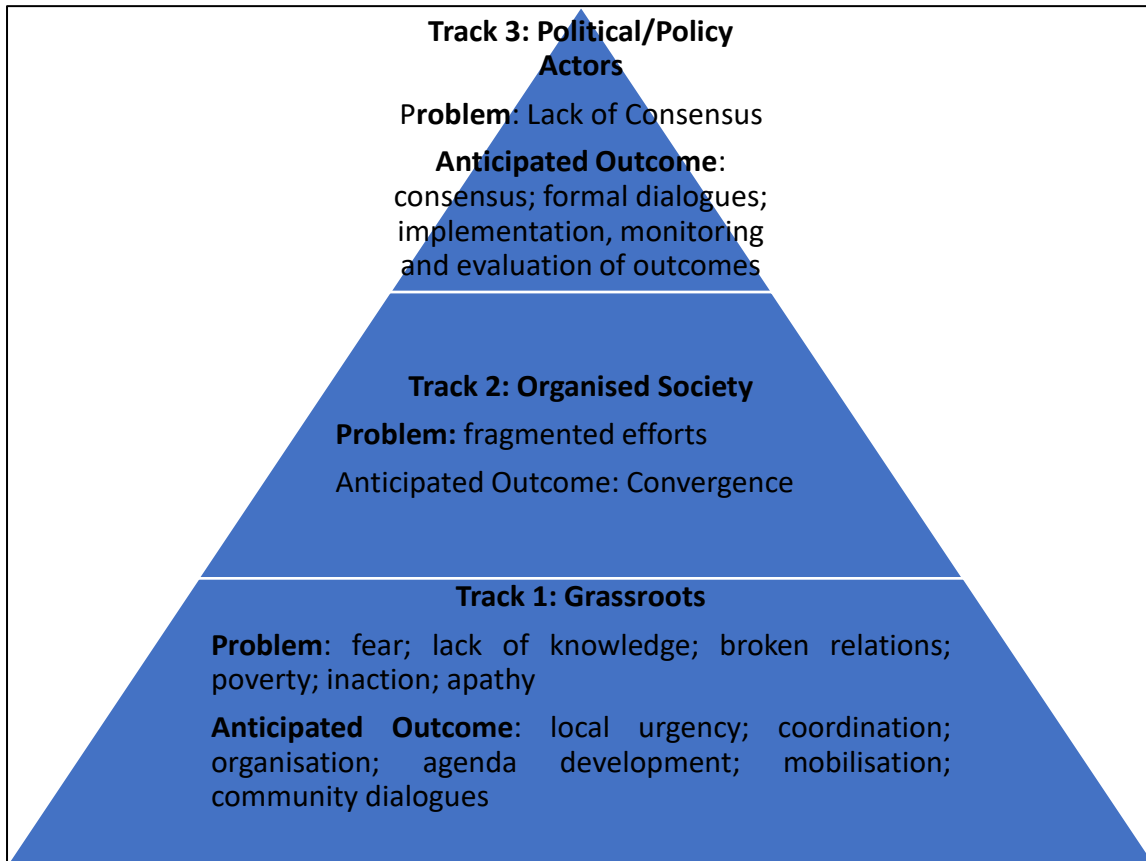 Track 3: Political/Policy
Actors
Problem: Lack of Consensus
Anticipated Outcome:
consensus; formal dialogues;
implementation, monitoring
and evaluation of outcomes
Track 2: Organised Society
Problem: fragmented efforts
Anticipated Outcome: Convergence
Track 1: Grassroots
Problem: fear; lack of knowledge; broken relations;
poverty; inaction; apathy
Anticipated Outcome: local urgency; coordination;
organisation; agenda development; mobilisation;
community dialogues